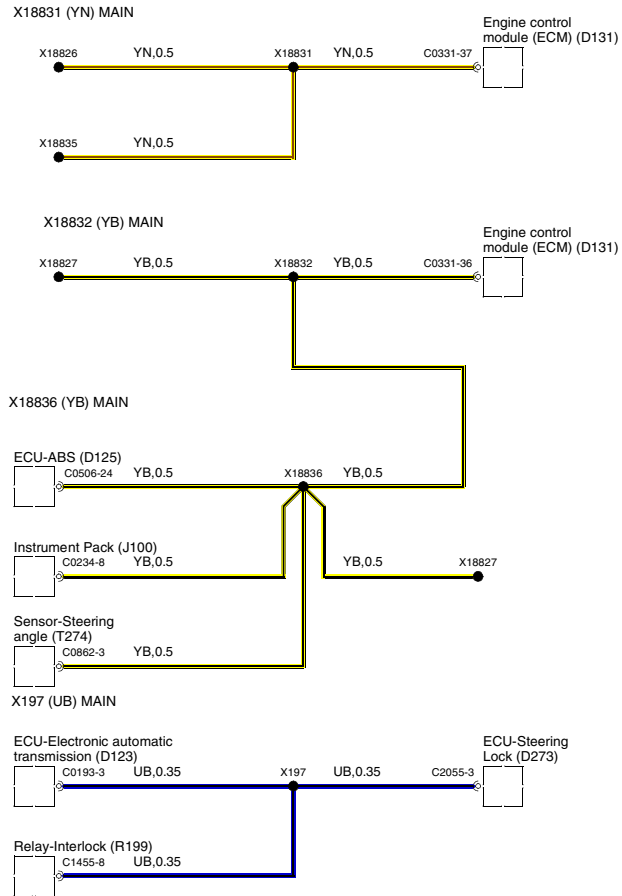 X18831 (YN) MAIN
Engine control
module (ECM) (D131)
X18826 YN,0.5 X18831 YN,0.5 C0331-37
X18835 YN,0.5
X18832 (YB) MAIN
Engine control
module (ECM) (D131)
X18827 YB,0.5 X18832 YB,0.5 C0331-36
X18836 (YB) MAIN
ECU-ABS (D125)
C0506-24 YB,0.5 X18836 YB,0.5
Instrument Pack (J100)
C0234-8 YB,0.5 YB,0.5 X18827
Sensor-Steering
angle (T274)
C0862-3 YB,0.5
X197 (UB) MAIN
ECU-Electronic automatic
transmission (D123)
ECU-Steering
Lock (D273)
C0193-3 UB,0.35 X197 UB,0.35 C2055-3
Relay-Interlock (R199)
C1455-8 UB,0.35